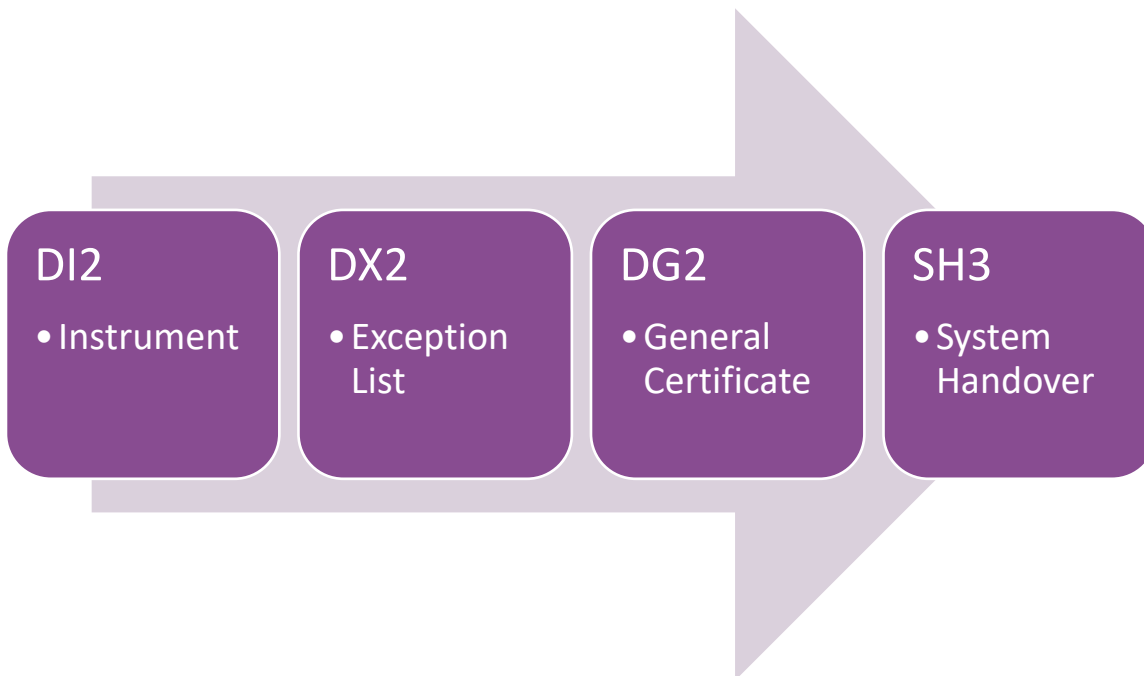 DI2
• Instrument
DX2
• Exception
List
DG2
• General
Certificate
SH3
• System
Handover